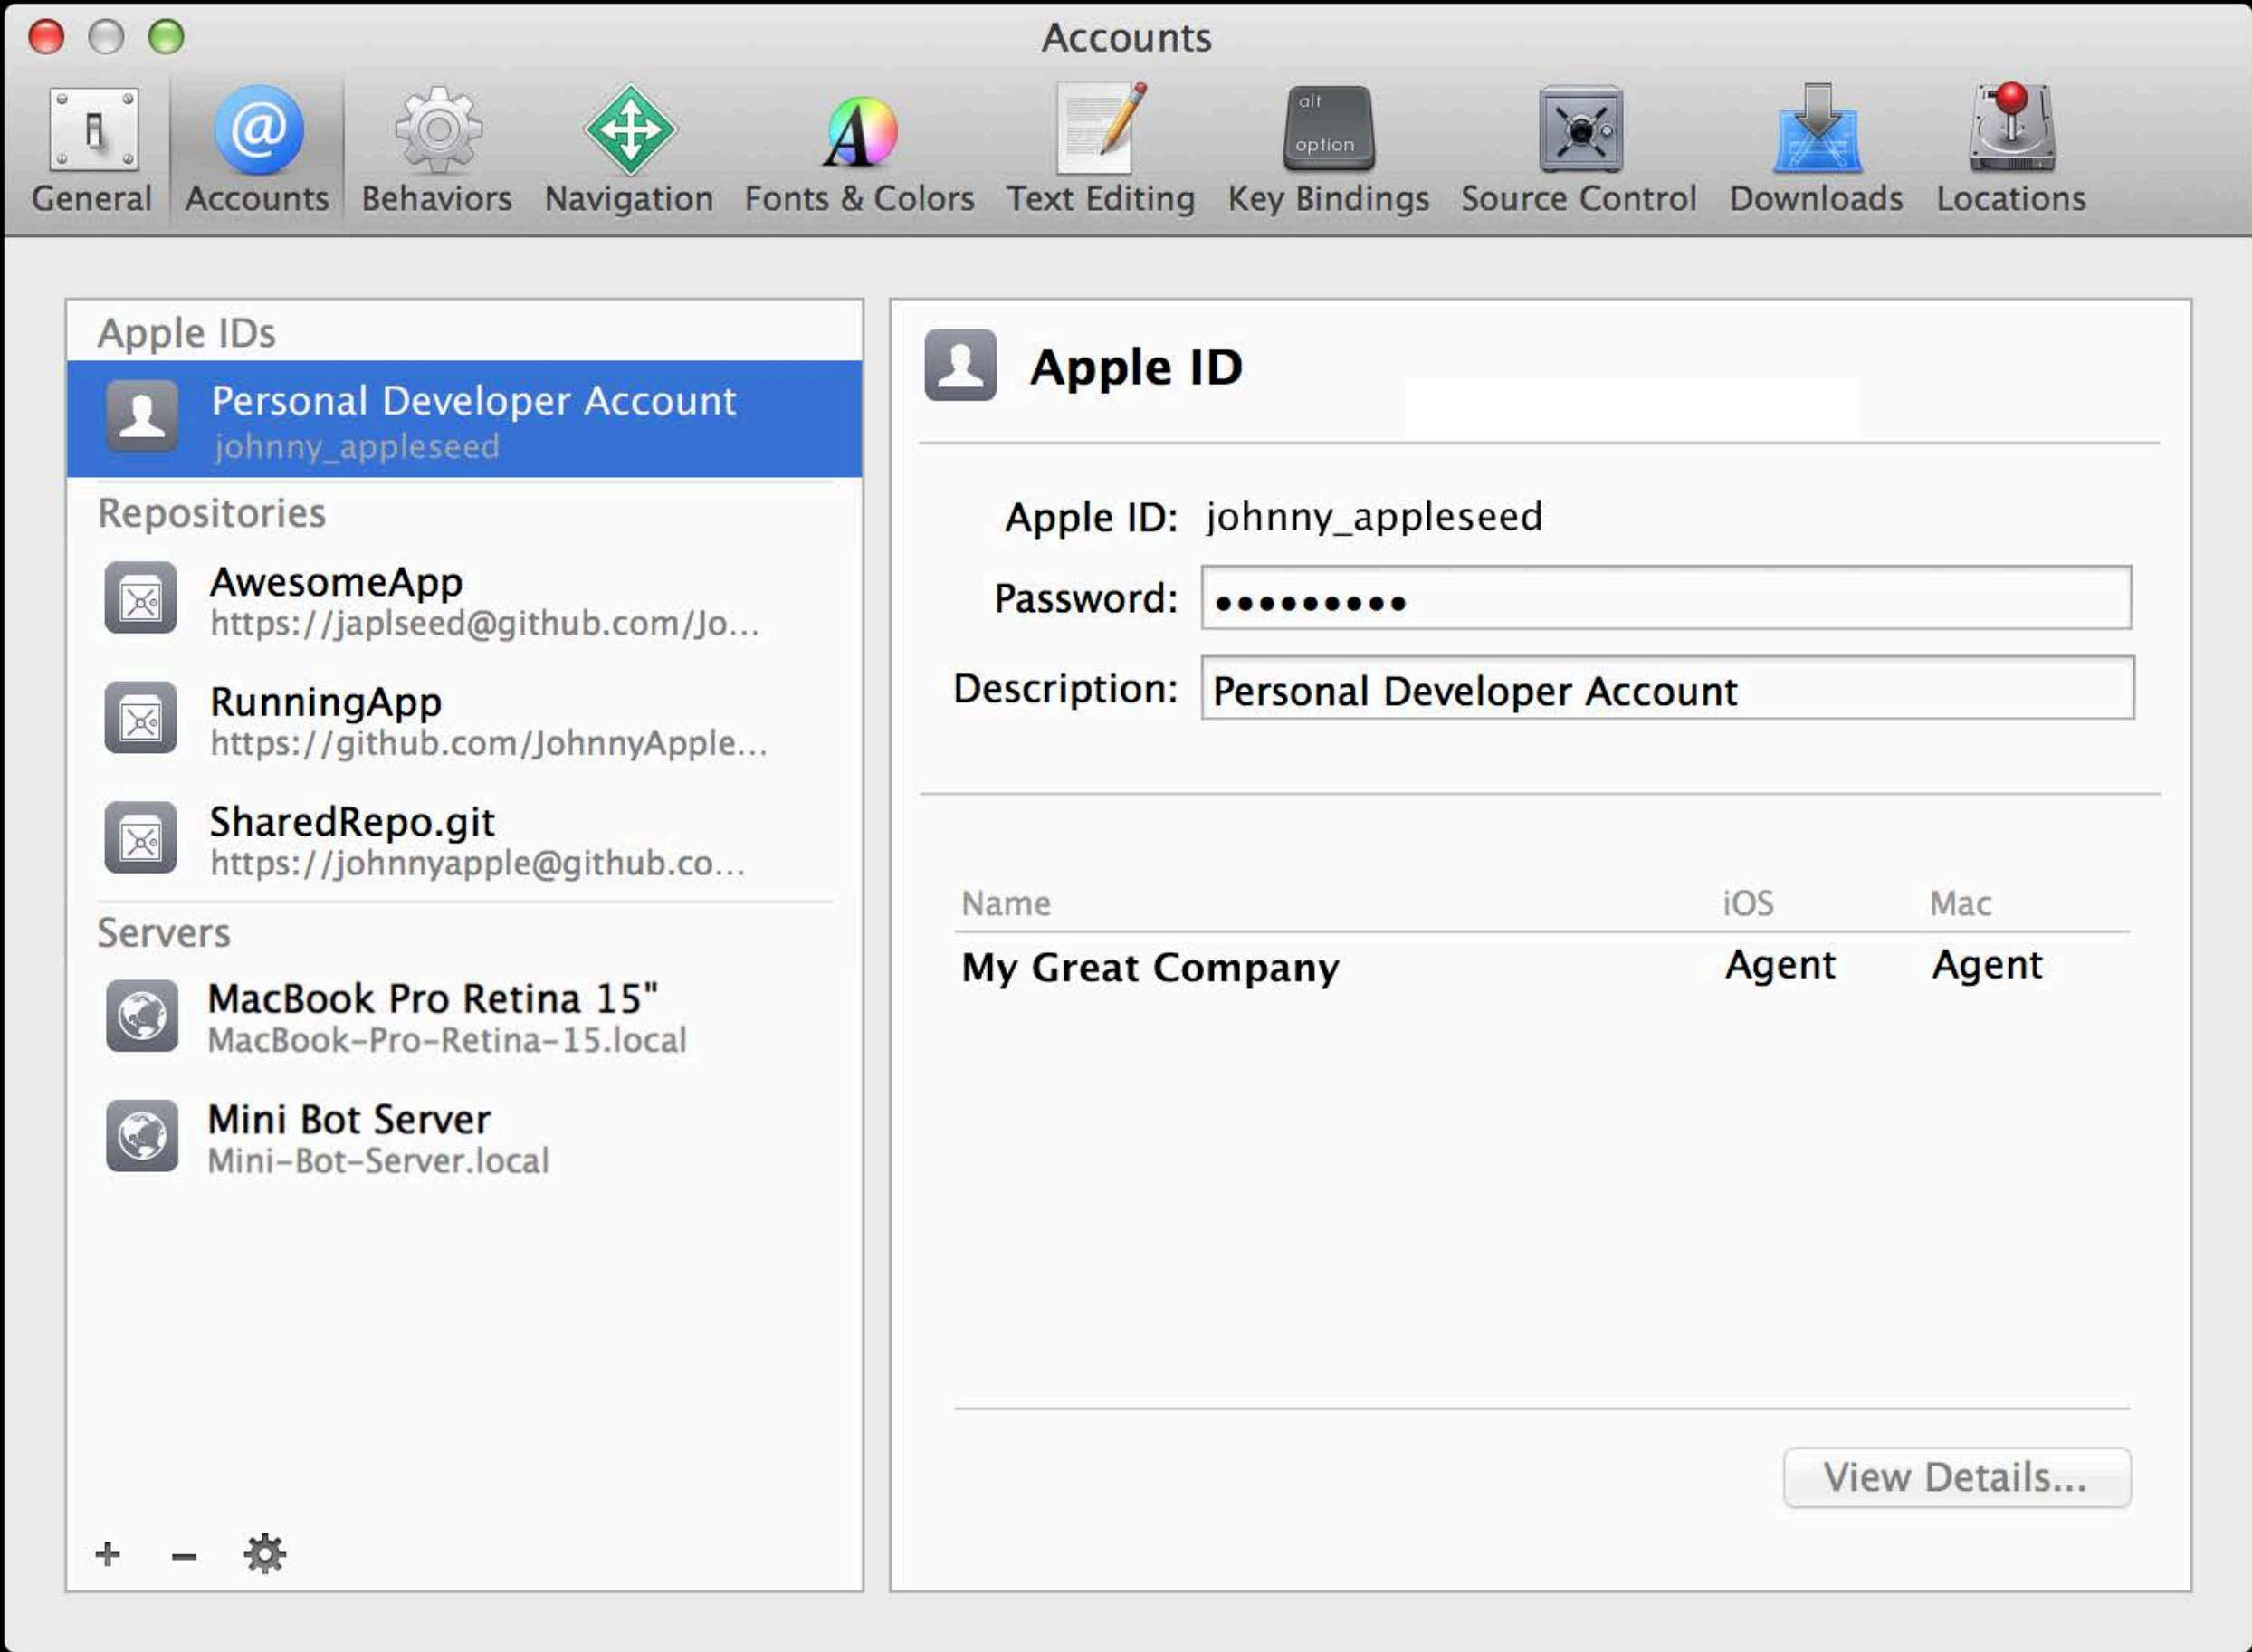 Accounts
alt
option
General
Accounts
Behaviors
Navigation
Fonts & Colors
Text Editing
Key Bindings
Source Control
Downloads
Locations
Apple IDs
Personal Developer Account
johnny_appleseed
Repositories
AwesomeApp
https://japlseed@github.com/Jo...
RunningApp
https://github.com/JohnnyApple...
SharedRepo.git
https://johnnyapple@github.co...
Servers
MacBook Pro Retina 15"
MacBook-Pro-Retina-15.local
Mini Bot Server
Mini-Bot-Server.local
Apple ID
Apple ID: johnny_appleseed
Password: •••••••••
Description: Personal Developer Account
Name iOS Mac
My Great Company Agent Agent
View Details...